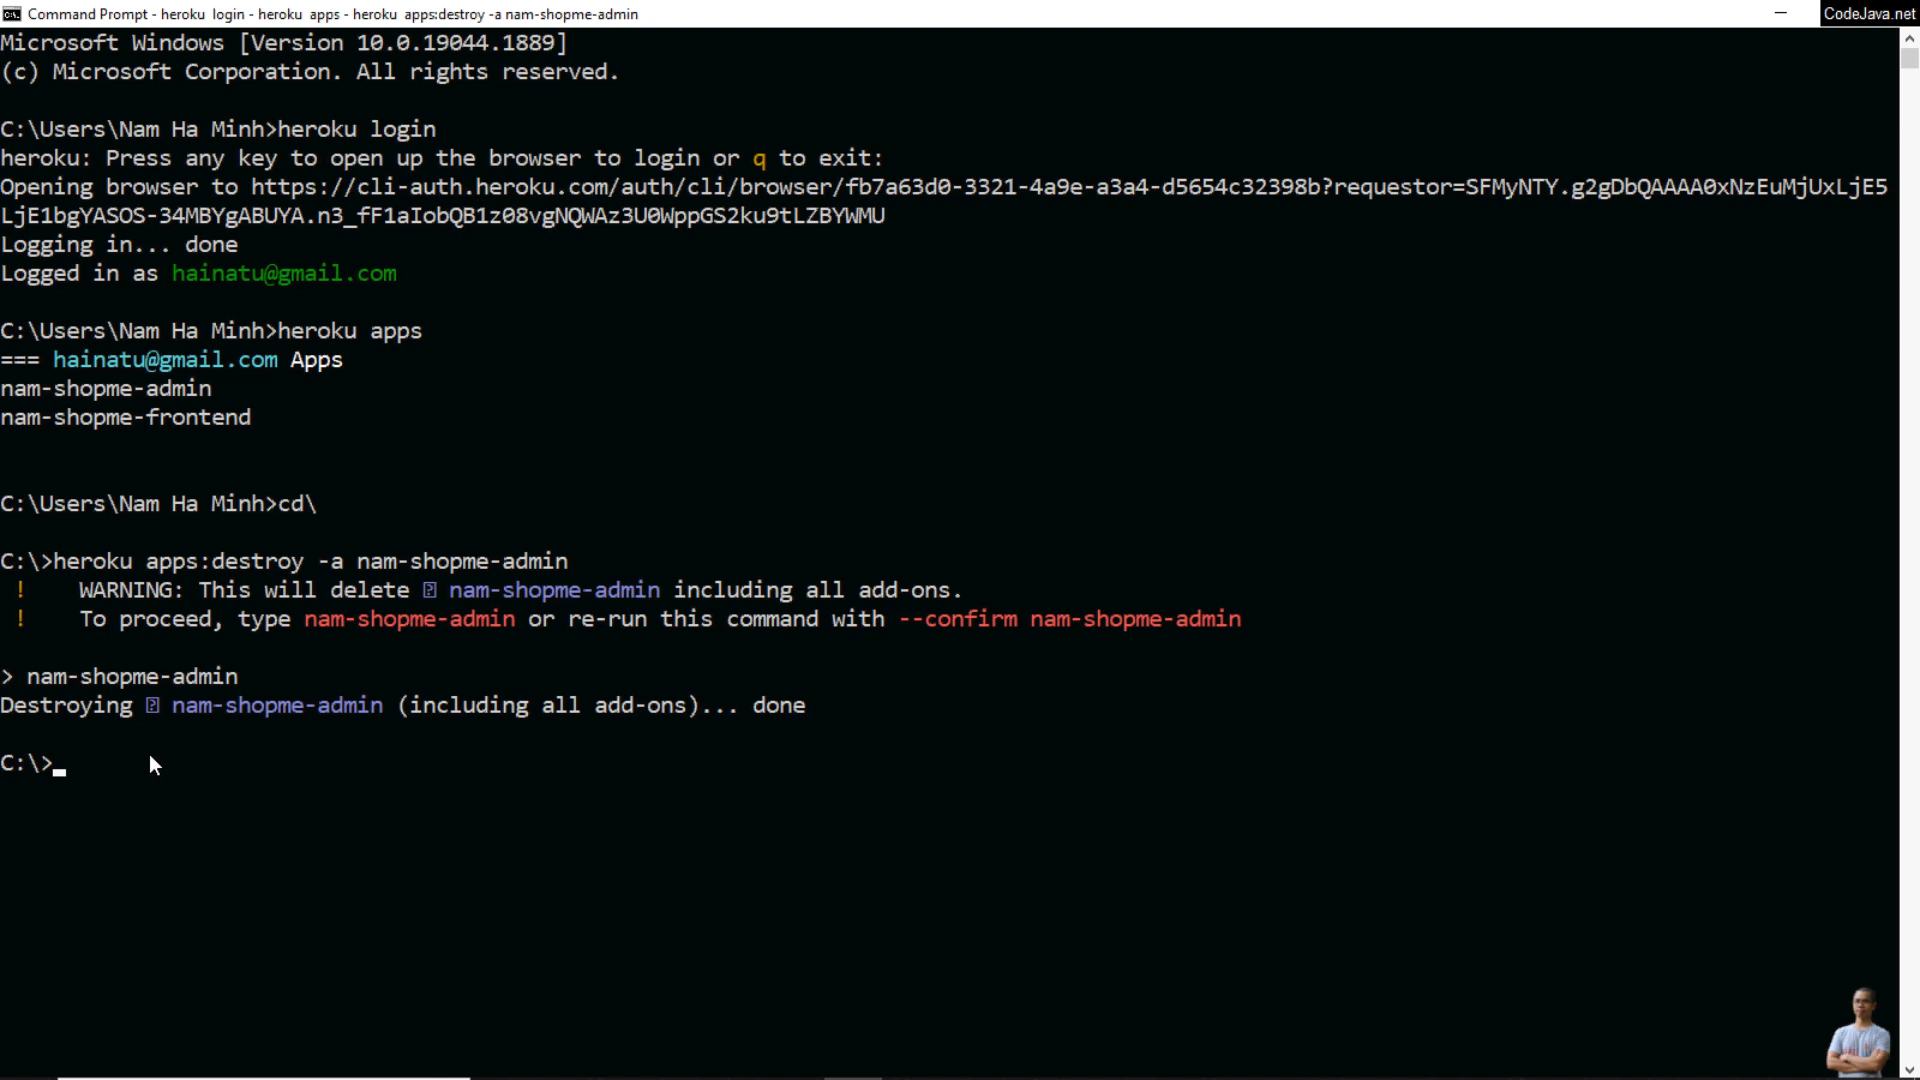 Command Prompt - heroku  login - heroku  apps - heroku  apps:destroy -a nam-shopme-admin
CodeJava.net
Microsoft Windows [Version 10.0.19044.1889]
(c) Microsoft Corporation. All rights reserved.
C:\Users\Nam Ha Minh>heroku login
heroku: Press any key to open up the browser to login or q to exit:
Opening browser to https://cli-auth.heroku.com/auth/cli/browser/fb7a63d0-3321-4a9e-a3a4-d5654c32398b?requestor=SFMyNTY.g2gDbQAAAA0xNzEuMjUxLjE5
LjE1bgYASOS-34MBYgABUYA.n3_fF1aIobQB1z08vgNQWAz3U0WppGS2ku9tLZBYWMU
Logging in... done
Logged in as hainatu@gmail.com
C:\Users\Nam Ha Minh>heroku apps
=== hainatu@gmail.com Apps
nam-shopme-admin
nam-shopme-frontend
C:\Users\Nam Ha Minh>cd\
C:\>heroku apps:destroy -a nam-shopme-admin
!    WARNING: This will delete ⍰ nam-shopme-admin including all add-ons.
!    To proceed, type nam-shopme-admin or re-run this command with --confirm nam-shopme-admin
> nam-shopme-admin
Destroying ⍰ nam-shopme-admin (including all add-ons)... done
C:\>